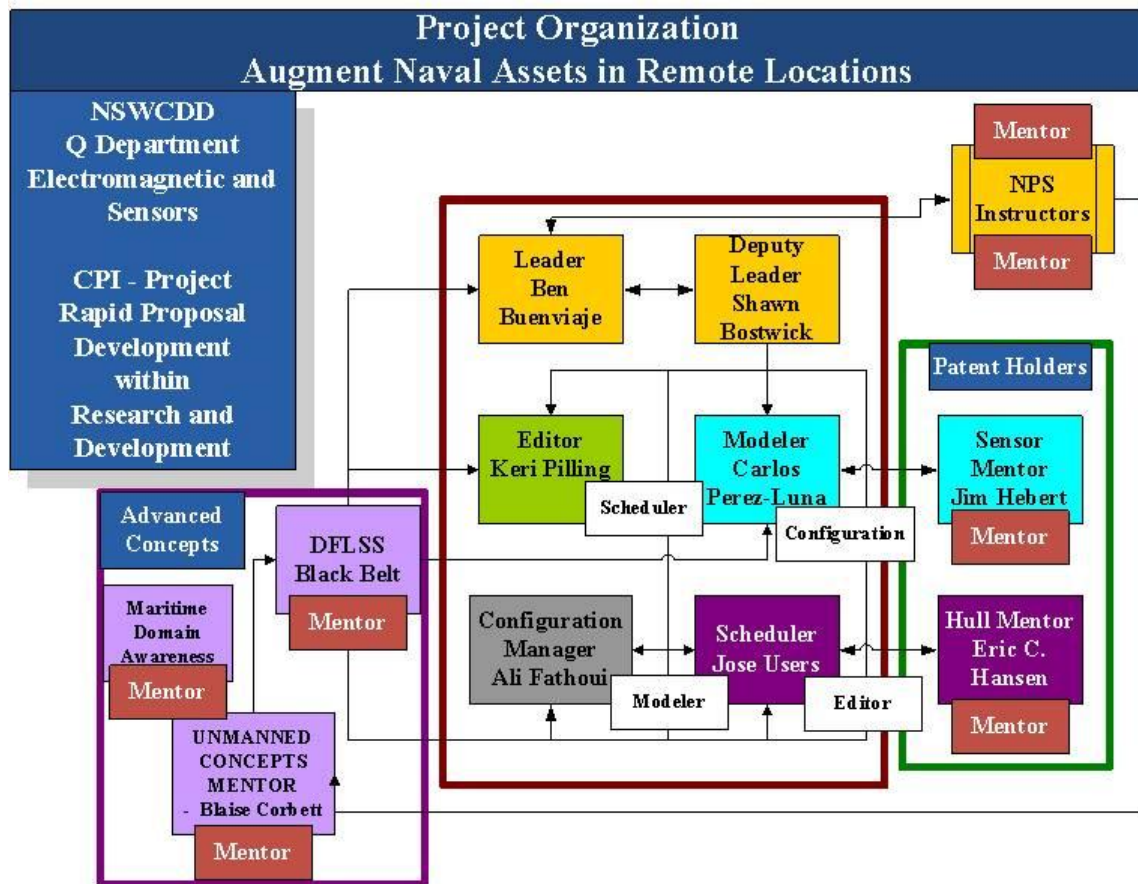 Project Organization
Augment Naval Assets in Remote Locations
NSWCDD
Q Department
Electromagnetic and
Sensors
CPI - Project
Rapid Proposal
Development
within
Research and
Development
Mentor
NPS
Instructors
Mentor
Leader
Ben
Buenviaje
Deputy
Leader
Shawn
Bostwick
Patent Holders
Editor
Keri Pilling
Scheduler
Modeler
Carlos
Perez-Luna
Configuration
Sensor
Mentor
Jim Hebert
Mentor
Advanced
Concepts
DFLSS
Black Belt
Mentor
Maritime
Domain
Awareness
Mentor
UNMANNED
CONCEPTS
MENTOR
- Blaise Corbett
Mentor
Configuration
Manager
Ali Fathoui
Modeler
Scheduler
Jose Users
Editor
Hull Mentor
Eric C.
Hansen
Mentor